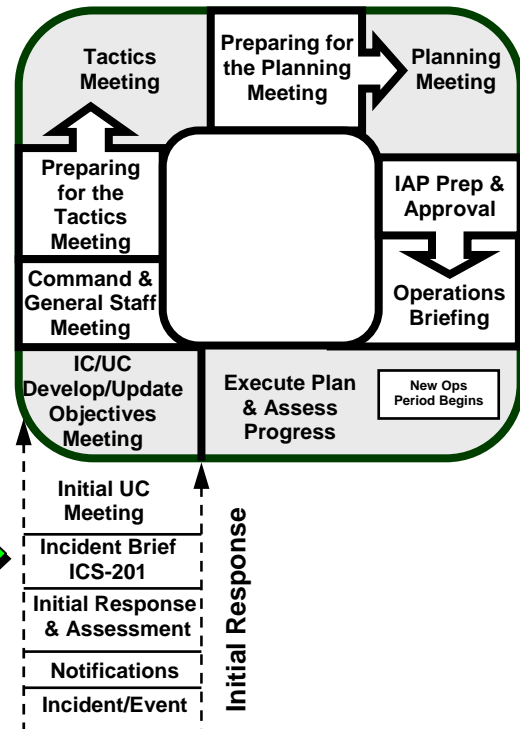 Tactics
Meeting
Preparing for
the Planning
Meeting
Planning
Meeting
Preparing
for the
Tactics
Meeting
IAP Prep &
Approval
Command &
General Staff
Meeting
Operations
Briefing
IC/UC
Develop/Update
Objectives
Meeting
Execute Plan
& Assess
Progress
New Ops
Period Begins
Initial UC
Meeting
Incident Brief
ICS-201
Initial Response
& Assessment
Notifications
Incident/Event
Initial Response